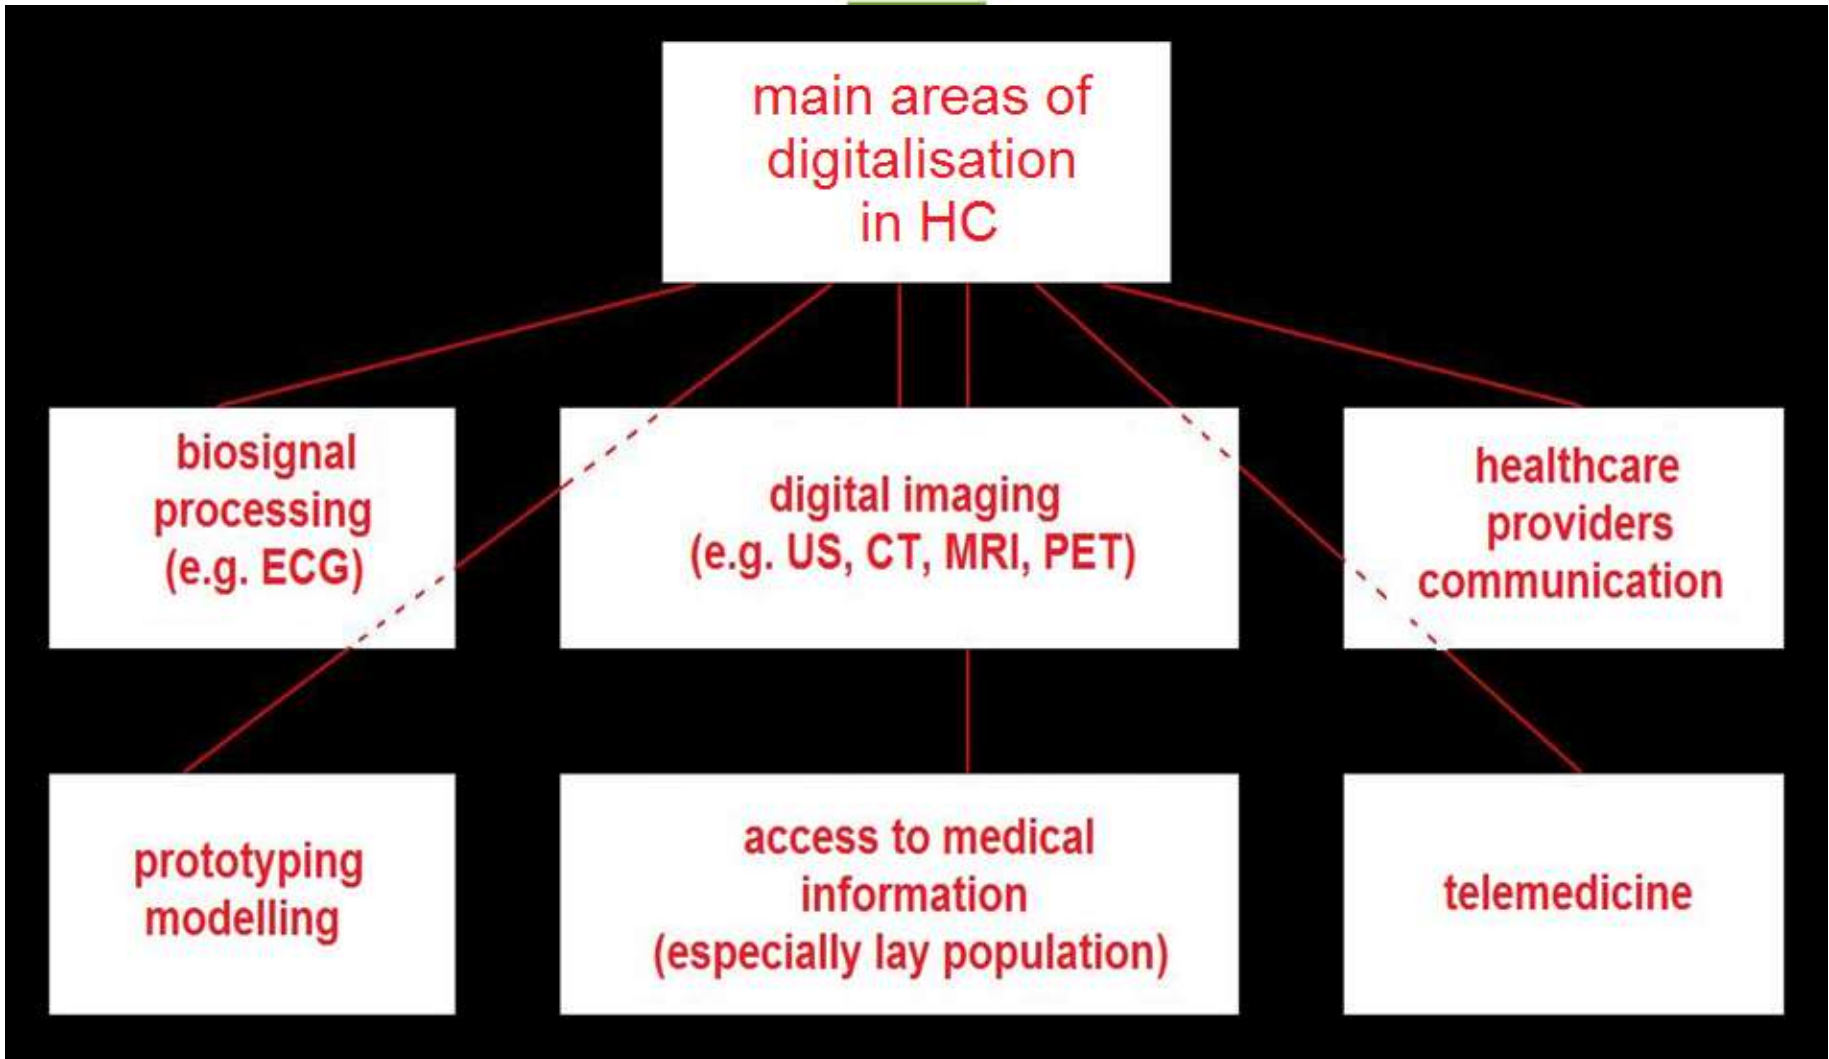 main areas of
digitalisation
in HC
biosignal
processing
(e.g. ECG)
digital imaging
(e.g. US, CT, MRI, PET)
healthcare
providers
communication
prototyping
modelling
access to medical
information
(especially lay population)
telemedicine